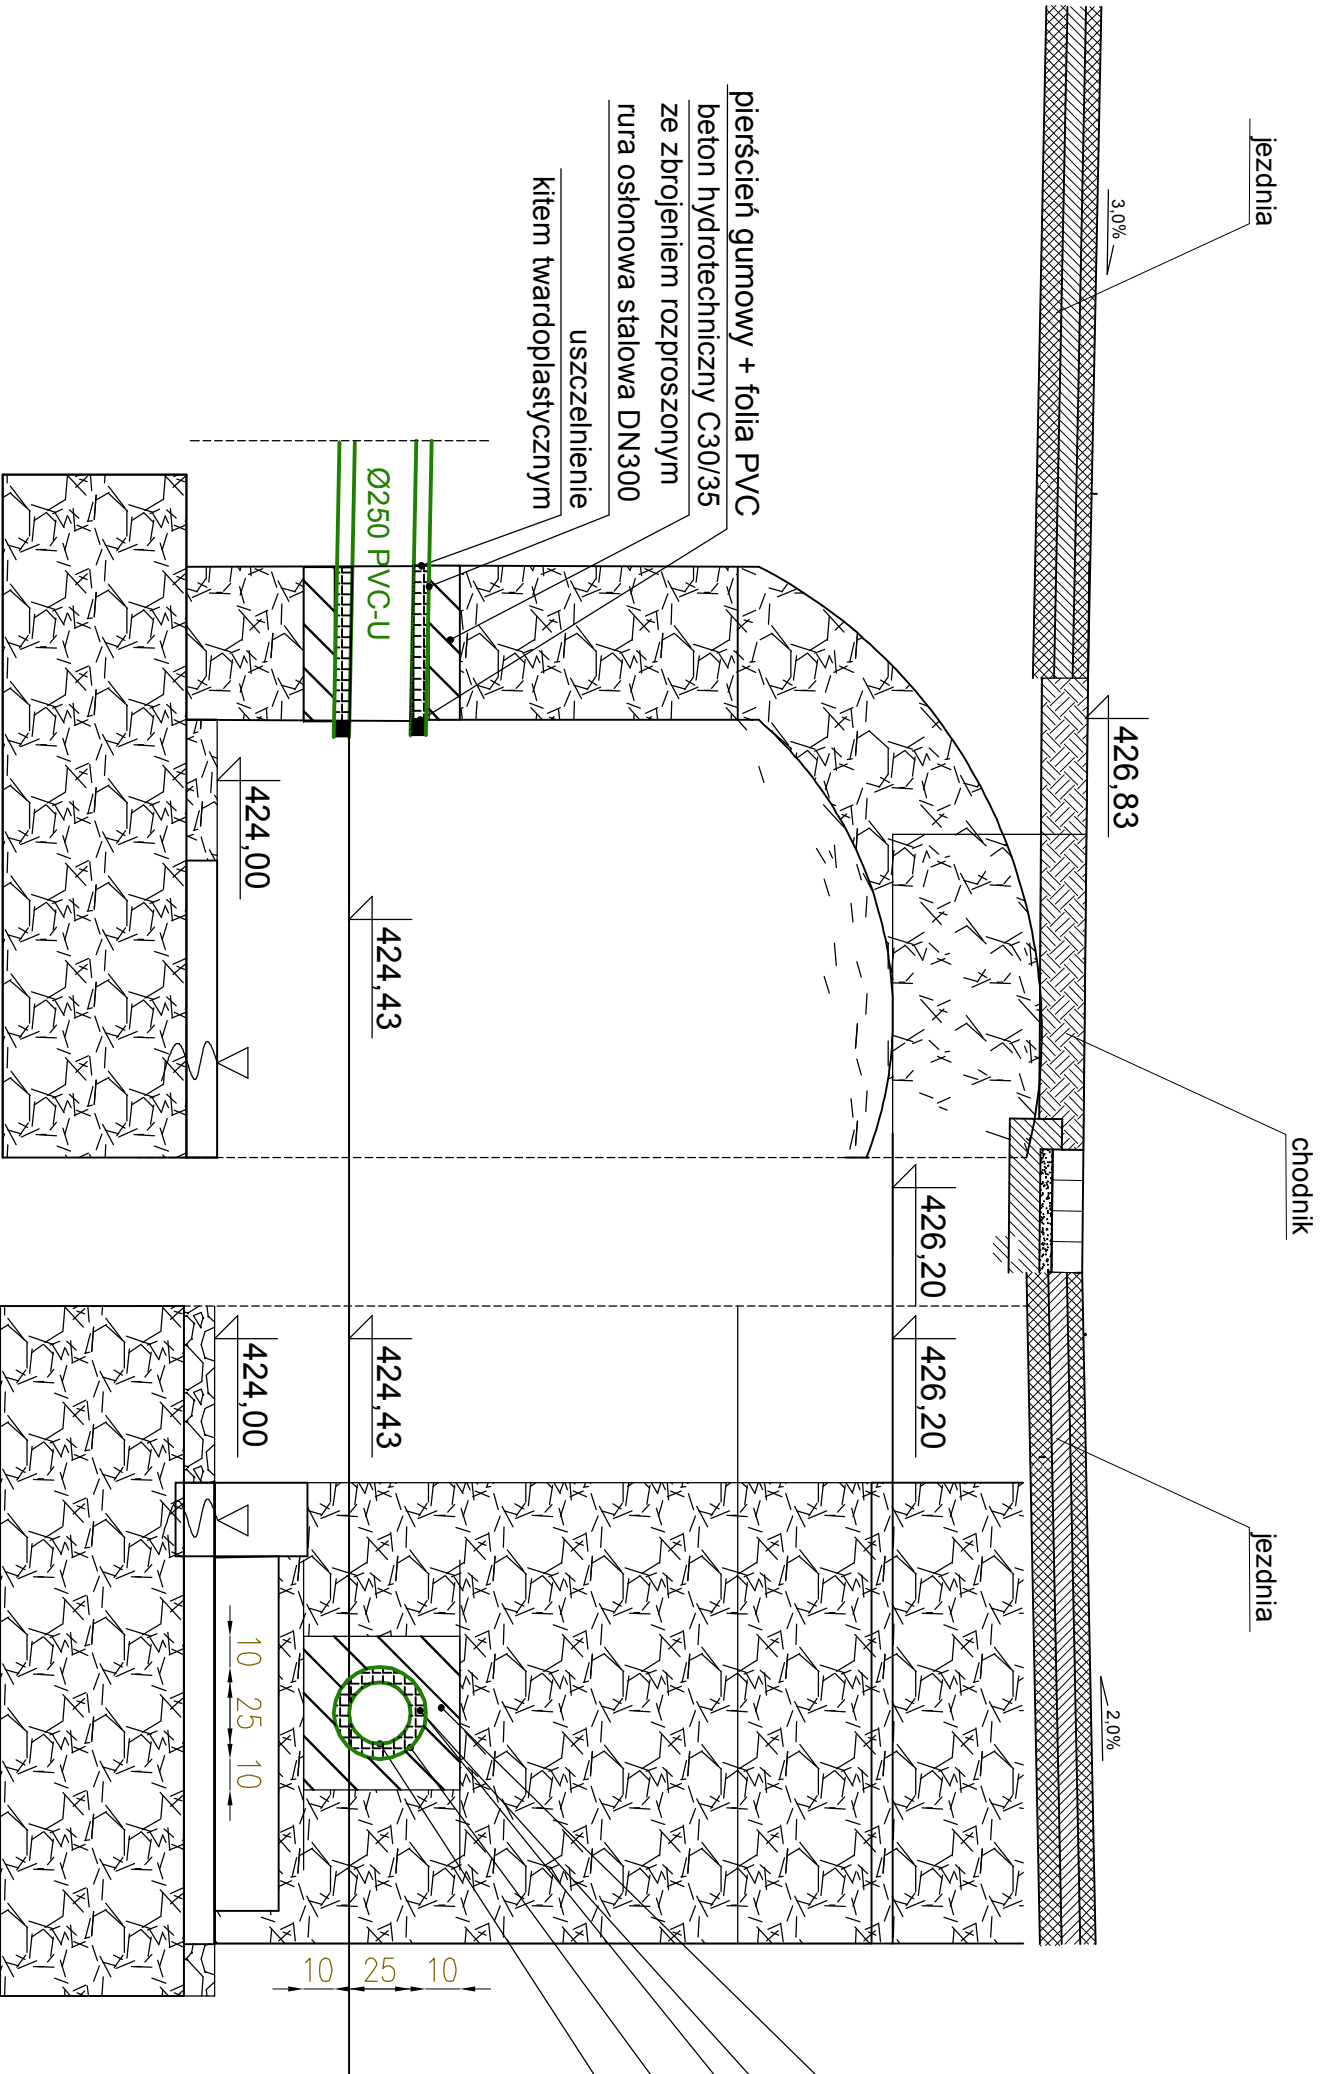 jezdnia
3,0%
426,83
chodnik
jezdnia
2,0%
pierścień gumowy + folia PVC
beton hydrotechniczny C30/35
ze zbrojeniem rozproszonym
rura osłonowa stalowa DN300
uszczelnienie
kitem twardoplastycznym
Ø250 PVC-U
426,20
426,20
424,43
424,43
424,00
424,00
10 25 10
10 25 10